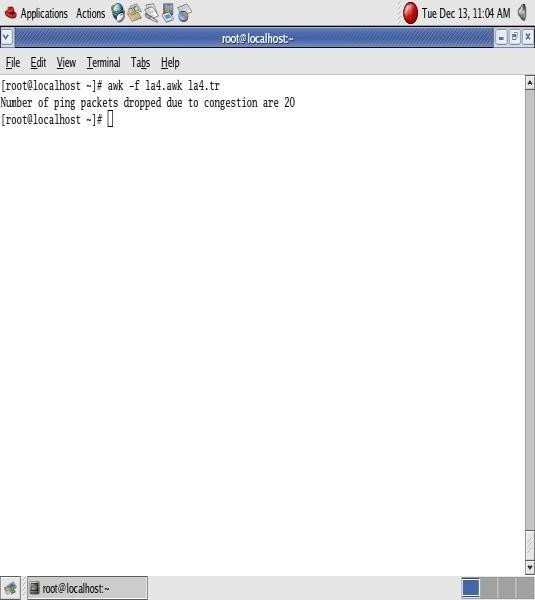 Applications Actions Tue Dec 13, 11:04 AM
root@localhost:~
File Edit View Terminal Tabs Help
[root@localhost ~]# awk -f la4.awk la4.tr
Number of ping packets dropped due to congestion are 20
[root@localhost ~]#
root@localhost:~